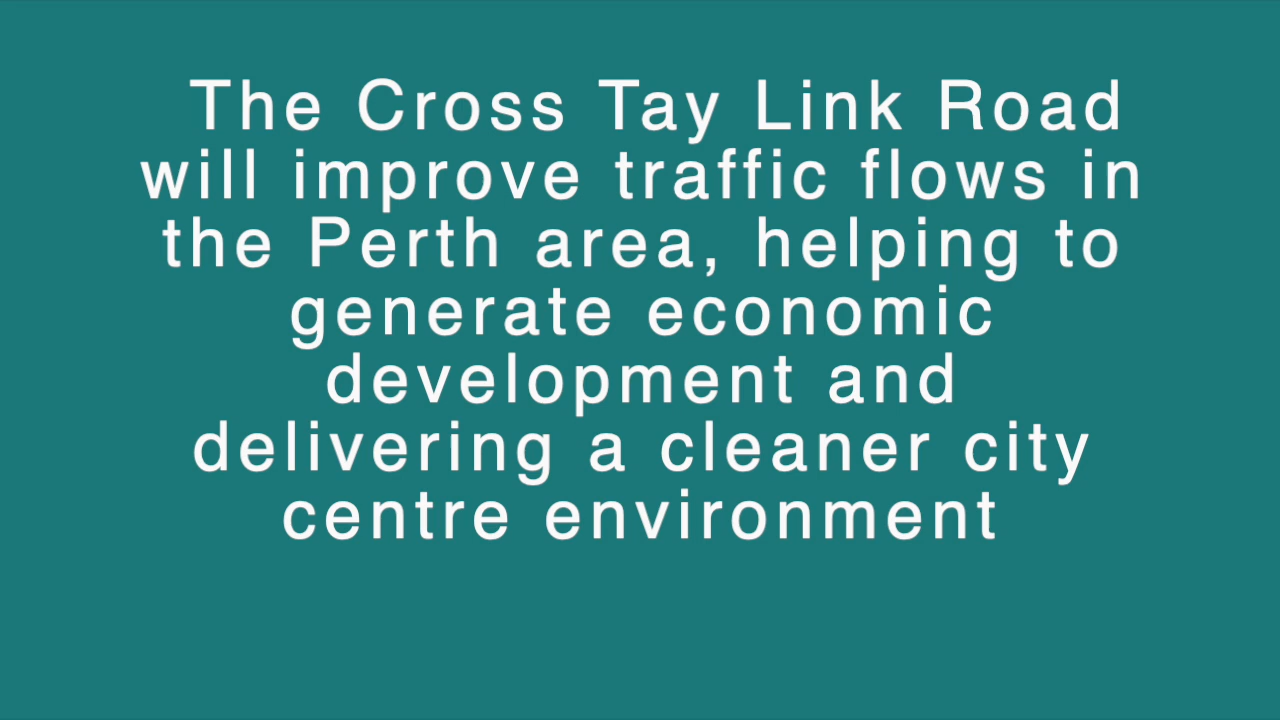 The Cross Tay Link Road
will improve traffic flows in
the Perth area, helping to
generate economic
development and
delivering a cleaner city
centre environment